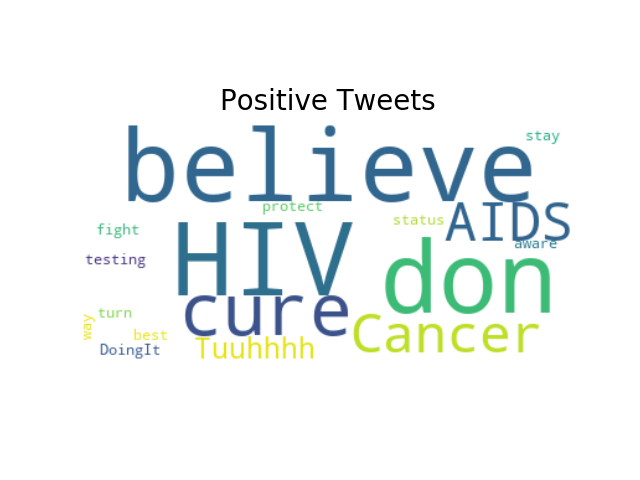 Positive Tweets
believe
stay
protect
AIDS
status
HIV
fight
aware
don
testing
cure
turn
Cancer
way
best
Tuuhhhh
DoingIt